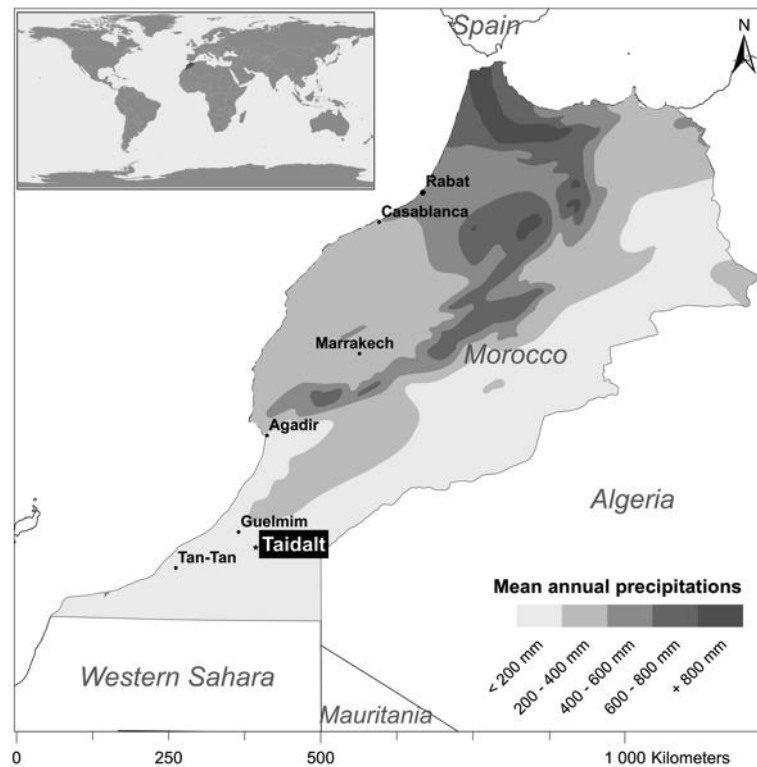 Spain
N
Rabat
Casablanca
Marrakech
Morocco
Agadir
Algeria
Guelmim
Taidalt
Tan-Tan
Mean annual precipitations
< 200 mm
200 - 400 mm
400 - 600 mm
600 - 800 mm
+ 800 mm
Western Sahara
Mauritania
0 250 500 1 000 Kilometers